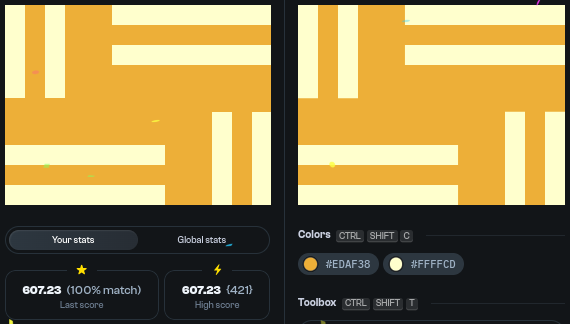 Your stats
Global stats
607.23 (100% match)
Last score
607.23 {421}
High score
Colors CTRL SHIFT C
#EDAF38
#FFFFCD
Toolbox CTRL SHIFT T